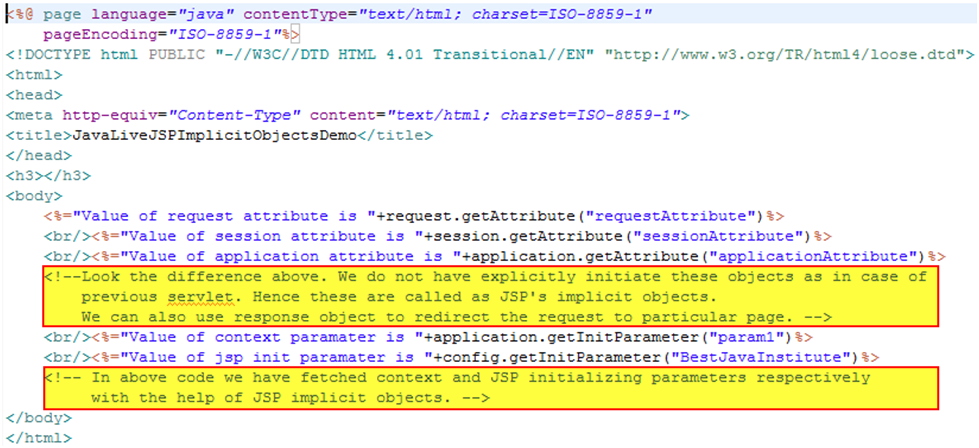 <%@ page language="java" contentType="text/html; charset=ISO-8859-1"
    pageEncoding="ISO-8859-1"%>
<!DOCTYPE html PUBLIC "-//W3C//DTD HTML 4.01 Transitional//EN" "http://www.w3.org/TR/html4/loose.dtd">
<html>
<head>
<meta http-equiv="Content-Type" content="text/html; charset=ISO-8859-1">
<title>JavaLiveJSPImplicitObjectsDemo</title>
</head>
<h3></h3>
<body>
    <%="Value of request attribute is "+request.getAttribute("requestAttribute")%>
    <br/><%="Value of session attribute is "+session.getAttribute("sessionAttribute")%>
    <br/><%="Value of application attribute is "+application.getAttribute("applicationAttribute")%>
    <!--Look the difference above. We do not have explicitly initiate these objects as in case of
        previous servlet. Hence these are called as JSP's implicit objects.
        We can also use response object to redirect the request to particular page. -->
    <br/><%="Value of context paramater is "+application.getInitParameter("param1")%>
    <br/><%="Value of jsp init paramater is "+config.getInitParameter("BestJavaInstitute")%>
    <!-- In above code we have fetched context and JSP initializing parameters respectively
         with the help of JSP implicit objects. -->
</body>
</html>